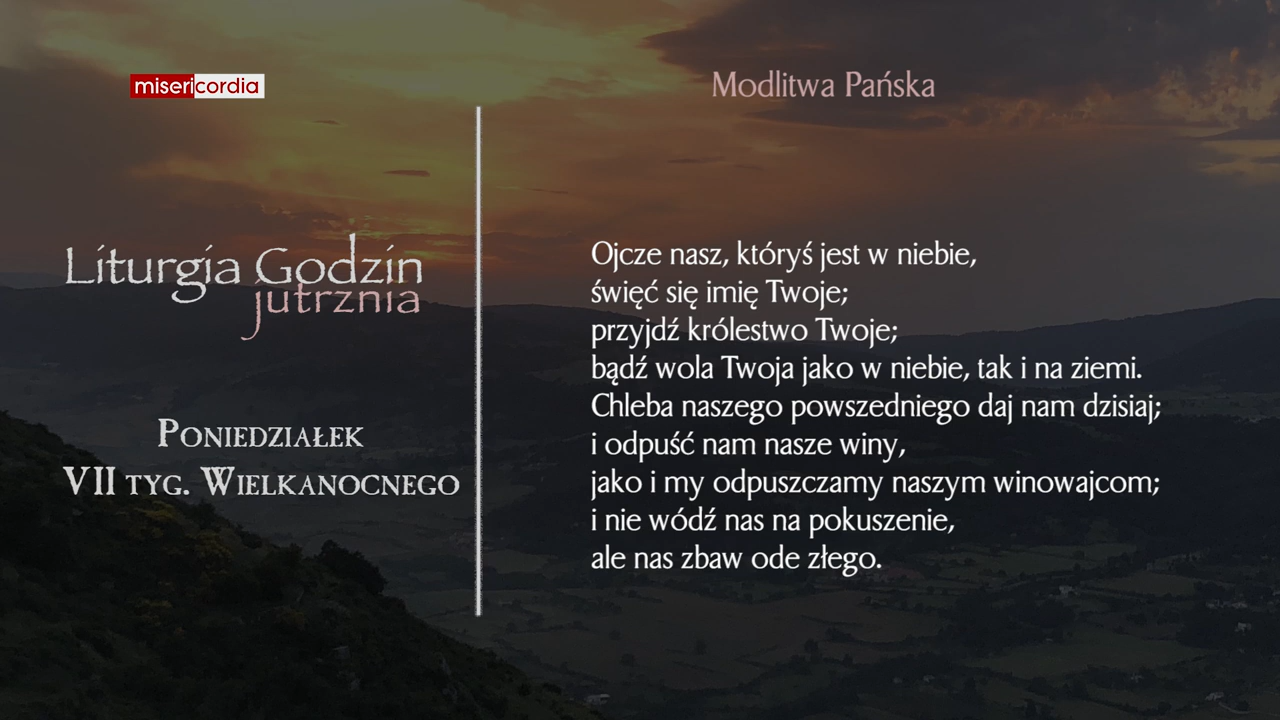 misericordia
Liturgia Godzin
jutrznia
Poniedziałek
VII tyg. Wielkanocnego
Modlitwa Pańska
Ojcze nasz, któryś jest w niebie,
święć się imię Twoje;
przyjdź królestwo Twoje;
bądź wola Twoja jako w niebie, tak i na ziemi.
Chleba naszego powszedniego daj nam dzisiaj;
i odpuść nam nasze winy,
jako i my odpuszczamy naszym winowajcom;
i nie wódź nas na pokuszenie,
ale nas zbaw ode złego.